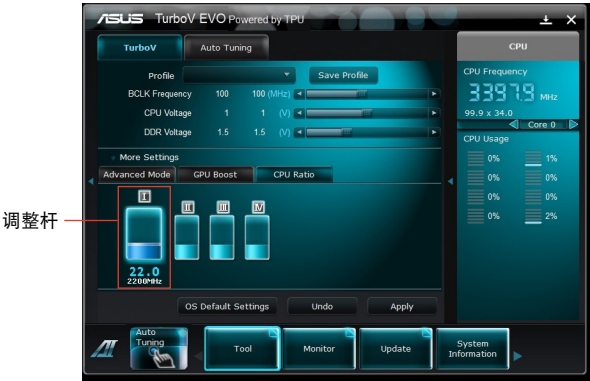 ASUS TurboV EVO Powered by TPU
TurboV Auto Tuning
Profile Save Profile
BCLK Frequency 100 100 (MHz)
CPU Voltage 1 1 (V)
DDR Voltage 1.5 1.5 (V)
More Settings
Advanced Mode GPU Boost CPU Ratio
I II III IV
调整杆
22.0
2200MHz
OS Default Settings Undo Apply
CPU
CPU Frequency
3397.9 MHz
99.9 x 34.0
Core 0
CPU Usage
0% 1%
0% 0%
0% 0%
0% 2%
Auto
Tuning
Tool Monitor Update System
Information